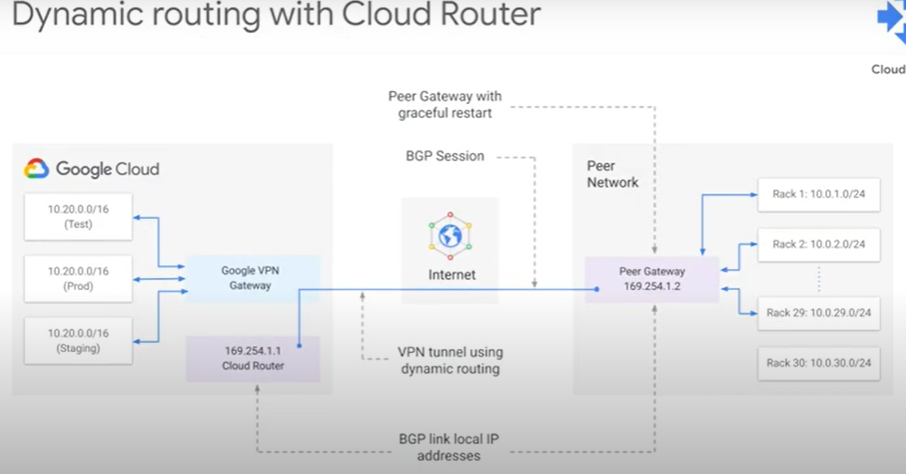 Dynamic routing with Cloud Router
Cloud
Peer Gateway with
graceful restart
BGP Session
Google Cloud
10.20.0.0/16
(Test)
10.20.0.0/16
(Prod)
10.20.0.0/16
(Staging)
Google VPN
Gateway
169.254.1.1
Cloud Router
Internet
VPN tunnel using
dynamic routing
BGP link local IP
addresses
Peer
Network
Peer Gateway
169.254.1.2
Rack 1: 10.0.1.0/24
Rack 2: 10.0.2.0/24
Rack 29: 10.0.29.0/24
Rack 30: 10.0.30.0/24